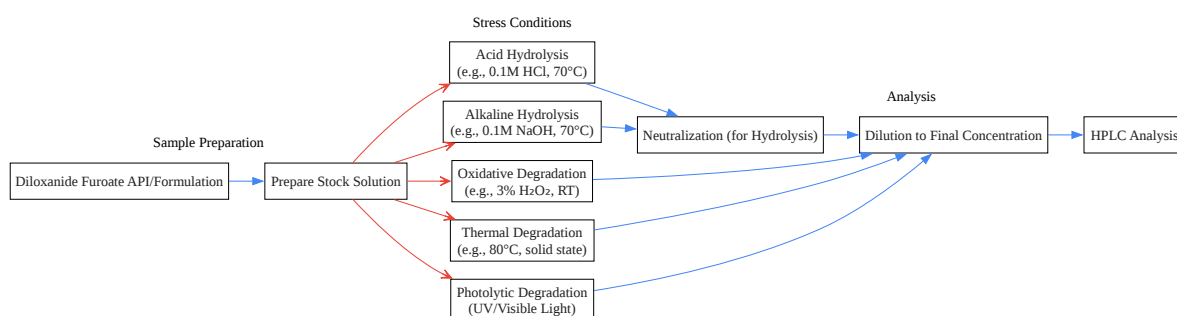 Stress Conditions
Acid Hydrolysis
(e.g., 0.1M HCl, 70°C)
Analysis
Alkaline Hydrolysis
(e.g., 0.1M NaOH, 70°C)
Neutralization (for Hydrolysis)
Dilution to Final Concentration
HPLC Analysis
Sample Preparation
Diloxanide Furoate API/Formulation
Prepare Stock Solution
Oxidative Degradation
(e.g., 3% H₂O₂, RT)
Thermal Degradation
(e.g., 80°C, solid state)
Photolytic Degradation
(UV/Visible Light)